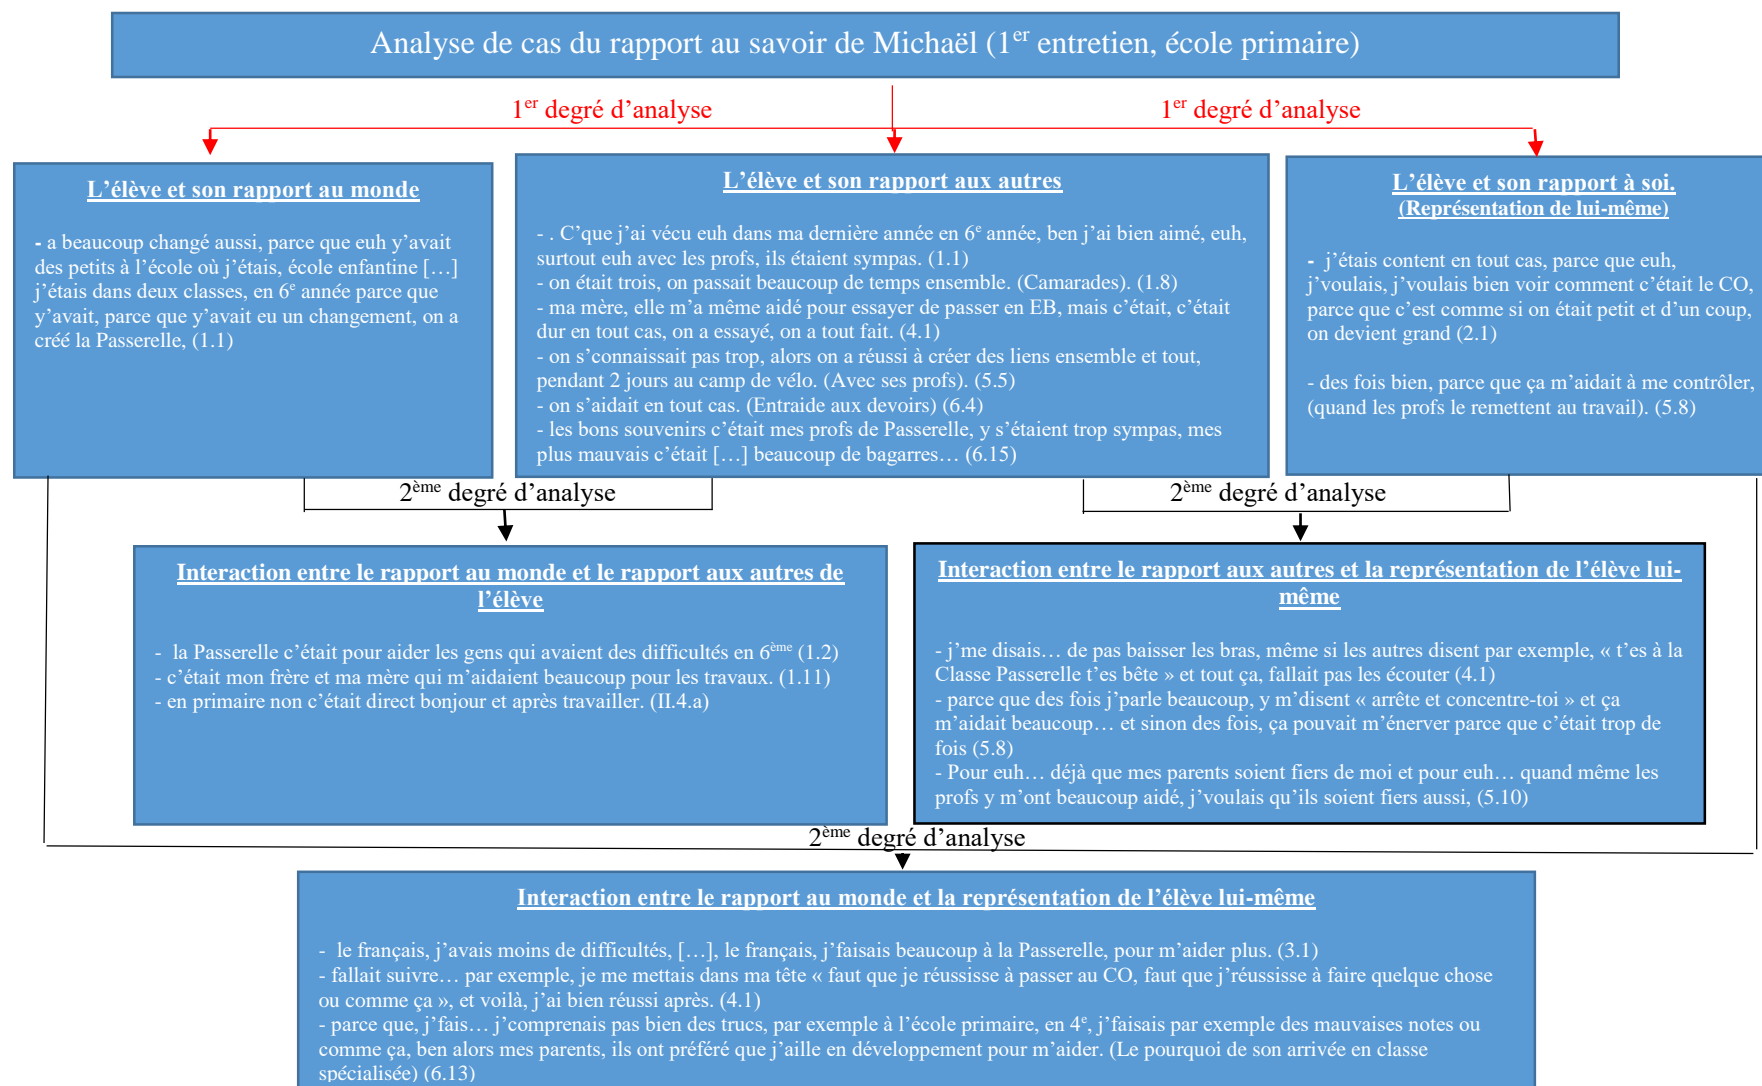 Analyse de cas du rapport au savoir de Michaël (1er entretien, école primaire)
1er degré d’analyse
1er degré d’analyse
L’élève et son rapport au monde
- a beaucoup changé aussi, parce que euh y’avait
des petits à l’école où j’étais, école enfantine […]
j’étais dans deux classes, en 6e année parce que
y’avait, parce que y’avait eu un changement, on a
créé la Passerelle, (1.1)
L’élève et son rapport aux autres
- . C’que j’ai vécu euh dans ma dernière année en 6e année, ben j’ai bien aimé, euh,
surtout euh avec les profs, ils étaient sympas. (1.1)
- on était trois, on passait beaucoup de temps ensemble. (Camarades). (1.8)
- ma mère, elle m’a même aidé pour essayer de passer en EB, mais c’était, c’était
dur en tout cas, on a essayé, on a tout fait. (4.1)
- on s’connaissait pas trop, alors on a réussi à créer des liens ensemble et tout,
pendant 2 jours au camp de vélo. (Avec ses profs). (5.5)
- on s’aidait en tout cas. (Entraide aux devoirs) (6.4)
- les bons souvenirs c’était mes profs de Passerelle, y s’étaient trop sympas, mes
plus mauvais c’était […] beaucoup de bagarres… (6.15)
L’élève et son rapport à soi.
(Représentation de lui-même)
- j’étais content en tout cas, parce que euh,
j’voulais, j’voulais bien voir comment c’était le CO,
parce que c’est comme si on était petit et d’un coup,
on devient grand (2.1)
- des fois bien, parce que ça m’aidait à me contrôler,
(quand les profs le remettent au travail). (5.8)
2ème degré d’analyse
2ème degré d’analyse
Interaction entre le rapport au monde et le rapport aux autres de
l’élève
- la Passerelle c’était pour aider les gens qui avaient des difficultés en 6ème (1.2)
- c’était mon frère et ma mère qui m’aidaient beaucoup pour les travaux. (1.11)
- en primaire non c’était direct bonjour et après travailler. (II.4.a)
Interaction entre le rapport aux autres et la représentation de l’élève lui-
même
- j’me disais… de pas baisser les bras, même si les autres disent par exemple, « t’es à la
Classe Passerelle t’es bête » et tout ça, fallait pas les écouter (4.1)
- parce que des fois j’parle beaucoup, y m’disent « arrête et concentre-toi » et ça
m’aidait beaucoup… et sinon des fois, ça pouvait m’énerver parce que c’était trop de
fois (5.8)
- Pour euh… déjà que mes parents soient fiers de moi et pour euh… quand même les
profs y m’ont beaucoup aidé, j’voulais qu’ils soient fiers aussi, (5.10)
2ème degré d’analyse
Interaction entre le rapport au monde et la représentation de l’élève lui-même
- le français, j’avais moins de difficultés, […], le français, j’faisais beaucoup à la Passerelle, pour m’aider plus. (3.1)
- fallait suivre… par exemple, je me mettais dans ma tête « faut que je réussisse à passer au CO, faut que j’réussisse à faire quelque chose
ou comme ça », et voilà, j’ai bien réussi après. (4.1)
- parce que, j’fais… j’comprenais pas bien des trucs, par exemple à l’école primaire, en 4e, j’faisais par exemple des mauvaises notes ou
comme ça, ben alors mes parents, ils ont préféré que j’aille en développement pour m’aider. (Le pourquoi de son arrivée en classe
spécialisée) (6.13)